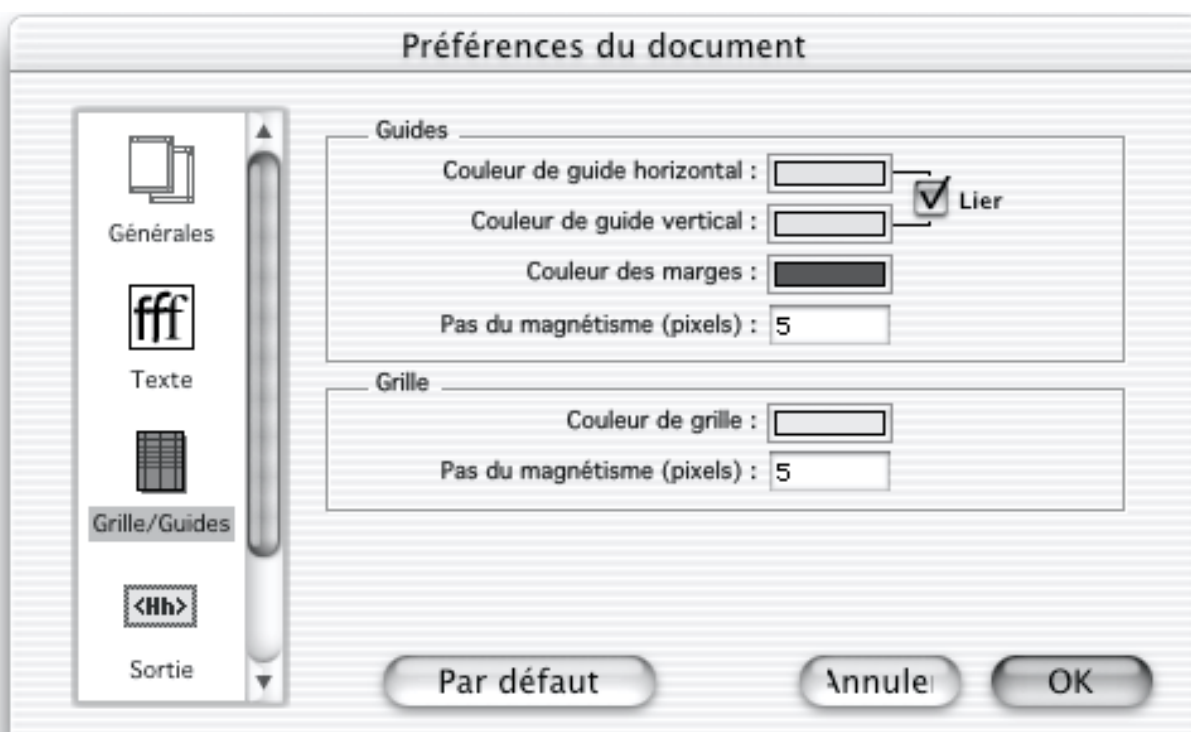 Préférences du document
Générales
Texte
Grille/Guides
<Hh>
Sortie
Guides
Couleur de guide horizontal :
Couleur de guide vertical :
Lier
Couleur des marges :
Pas du magnétisme (pixels) : 5
Grille
Couleur de grille :
Pas du magnétisme (pixels) : 5
fff
Par défaut
Annuler
OK